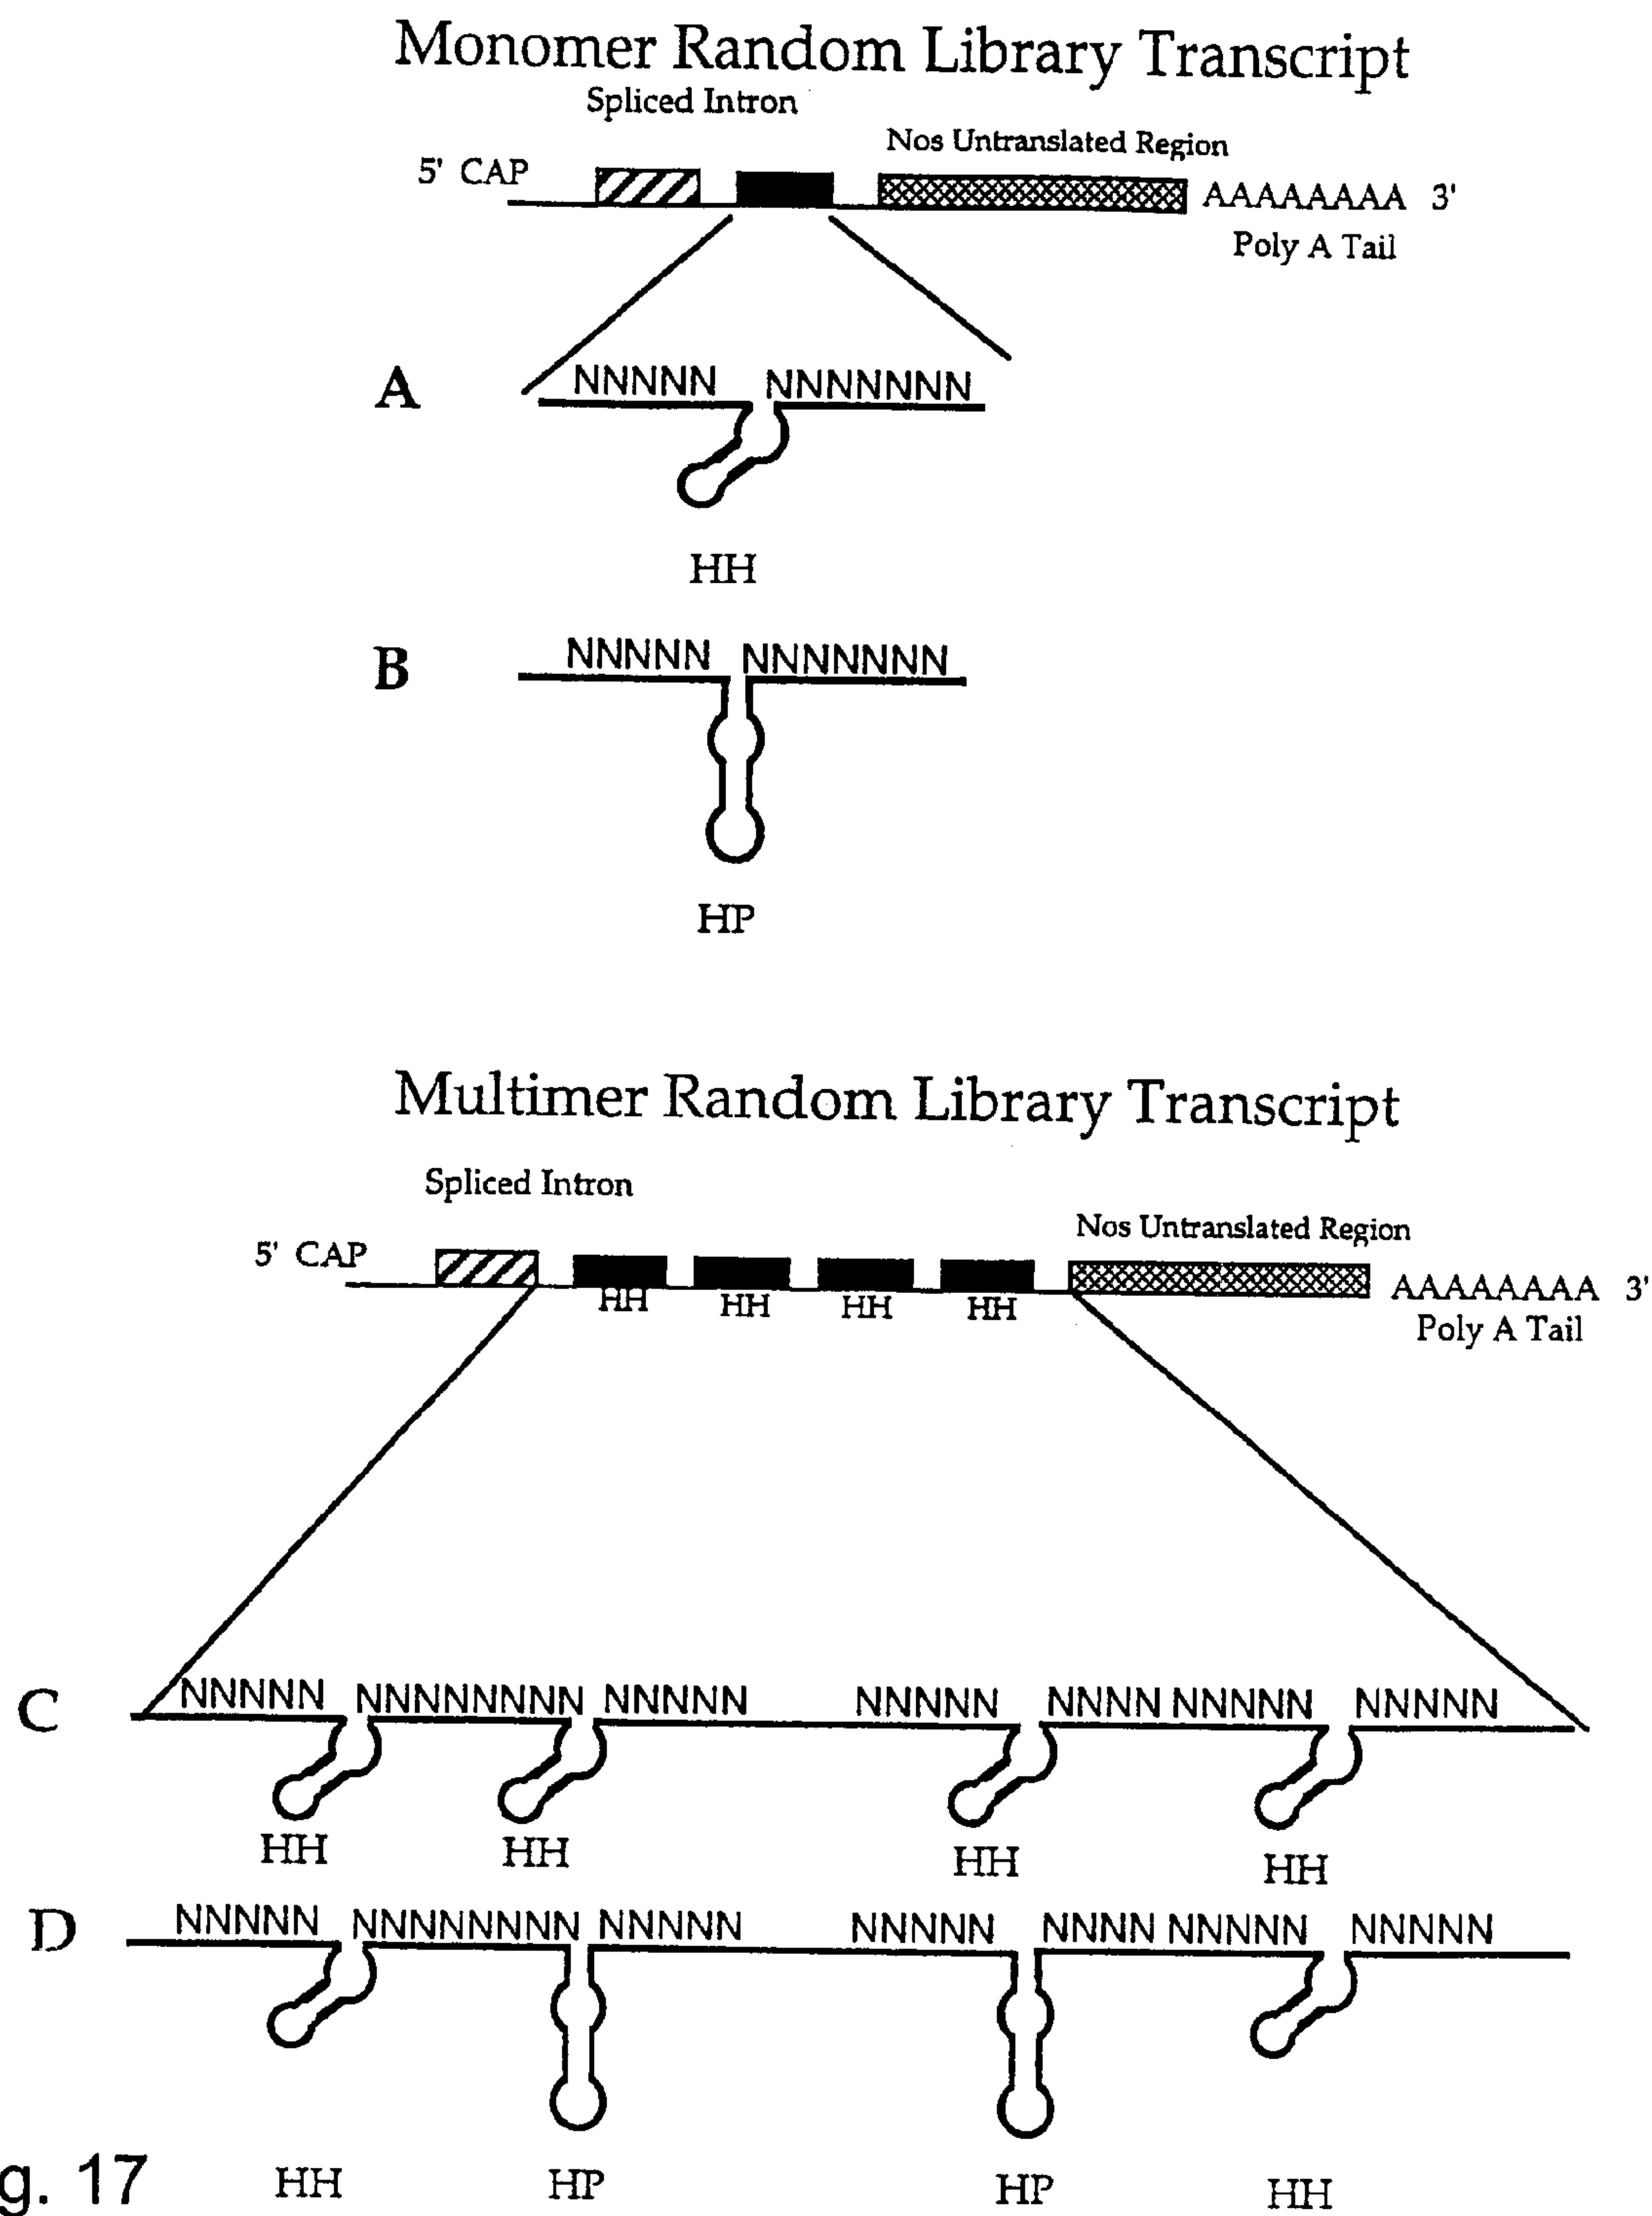 Monomer Random Library Transcript
Spliced Intron
Nos Untranslated Region
5' CAP
AAAAAAAA 3'
Poly A Tail
A
NNNNN NNNNNNN
HH
B
NNNNN NNNNNNN
HP
Multimer Random Library Transcript
Spliced Intron
Nos Untranslated Region
5' CAP
AAAAAAAA 3'
HH HH HH HH
Poly A Tail
C
NNNNN NNNNNNNN NNNNN NNNNN NNNN NNNNN NNNNN
HH HH HH HH
D
NNNNN NNNNNNNN NNNNN NNNNN NNNN NNNNN NNNNN
HH HP HP HH
g. 17